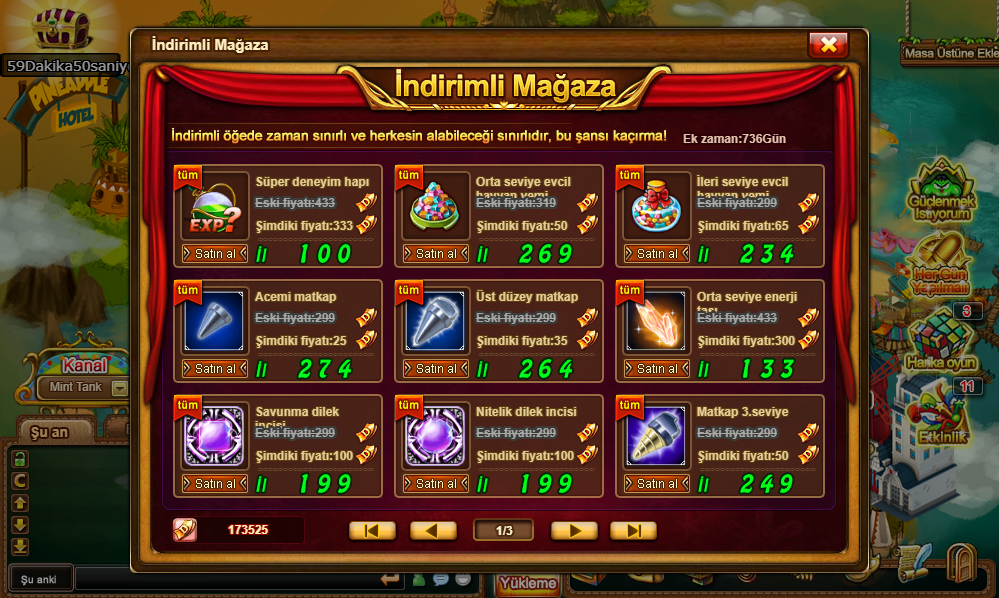 59Dakika50saniy
PINEAPPLE
HOTEL
İndirimli Mağaza
Masa Üstüne Ekle
İndirimli Mağaza
İndirimli öğede zaman sınırlı ve herkesin alabileceği sınırlıdır, bu şansı kaçırma!
Ek zaman:736Gün
tüm
EXP?
Süper deneyim hapı
Eski fiyatı:433
Şimdiki fiyatı:333
Satın al
İl 100
tüm
Orta seviye evcil
hayvan yemi
Eski fiyatı:319
Şimdiki fiyatı:50
Satın al
İl 269
tüm
İleri seviye evcil
hayvan yemi
Eski fiyatı:299
Şimdiki fiyatı:65
Satın al
İl 234
tüm
Acemi matkap
Eski fiyatı:299
Şimdiki fiyatı:25
Satın al
İl 274
tüm
Üst düzey matkap
Eski fiyatı:299
Şimdiki fiyatı:35
Satın al
İl 264
tüm
Orta seviye enerji
taşı
Eski fiyatı:433
Şimdiki fiyatı:300
Satın al
İl 133
tüm
Savunma dilek
incisi
Eski fiyatı:299
Şimdiki fiyatı:100
Satın al
İl 199
tüm
Nitelik dilek incisi
Eski fiyatı:299
Şimdiki fiyatı:100
Satın al
İl 199
tüm
Matkap 3.seviye
Eski fiyatı:299
Şimdiki fiyatı:50
Satın al
İl 249
173525
1/3
Güçlenmek
İstiyorum
Her Gün
Yapılmalı
3
Harika oyun
11
Etkinlik
Kanal
Mint Tank
Şu an
C
Şu anki
Yükleme